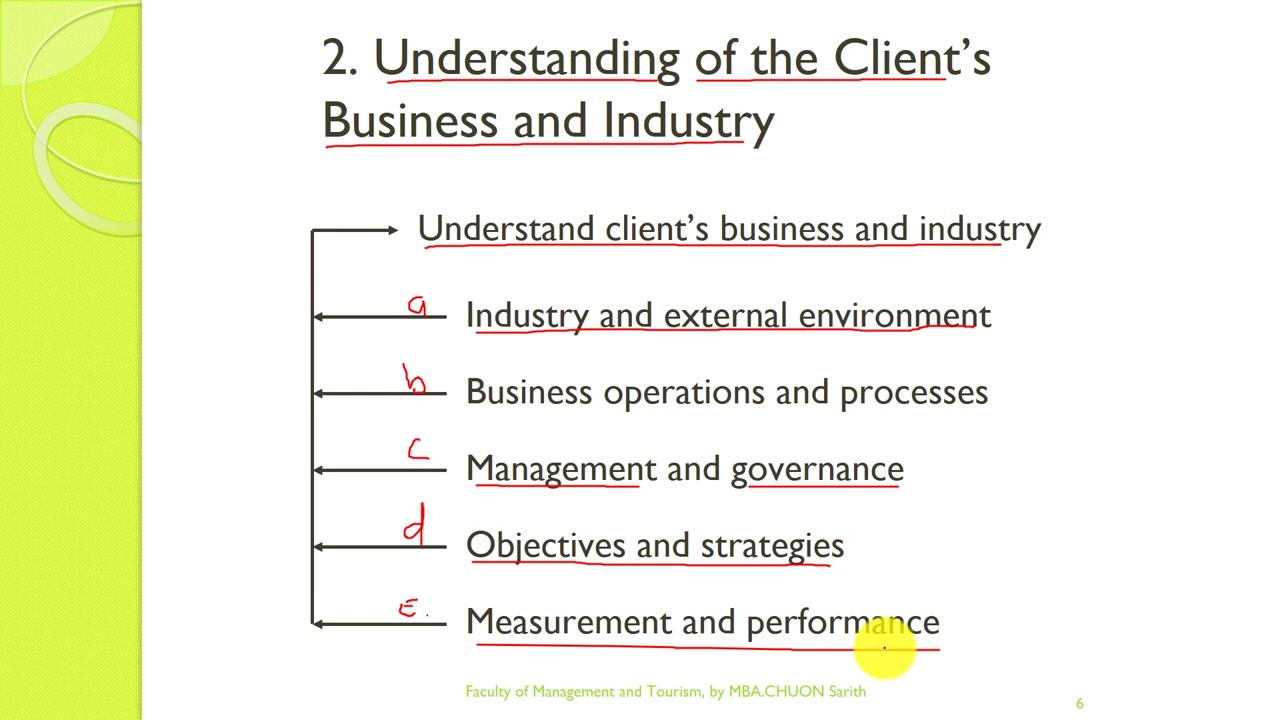 2. Understanding of the Client's
Business and Industry
Understand client's business and industry
a Industry and external environment
b Business operations and processes
c Management and governance
d Objectives and strategies
E. Measurement and performance
Faculty of Management and Tourism, by MBA.CHUON Sarith
6